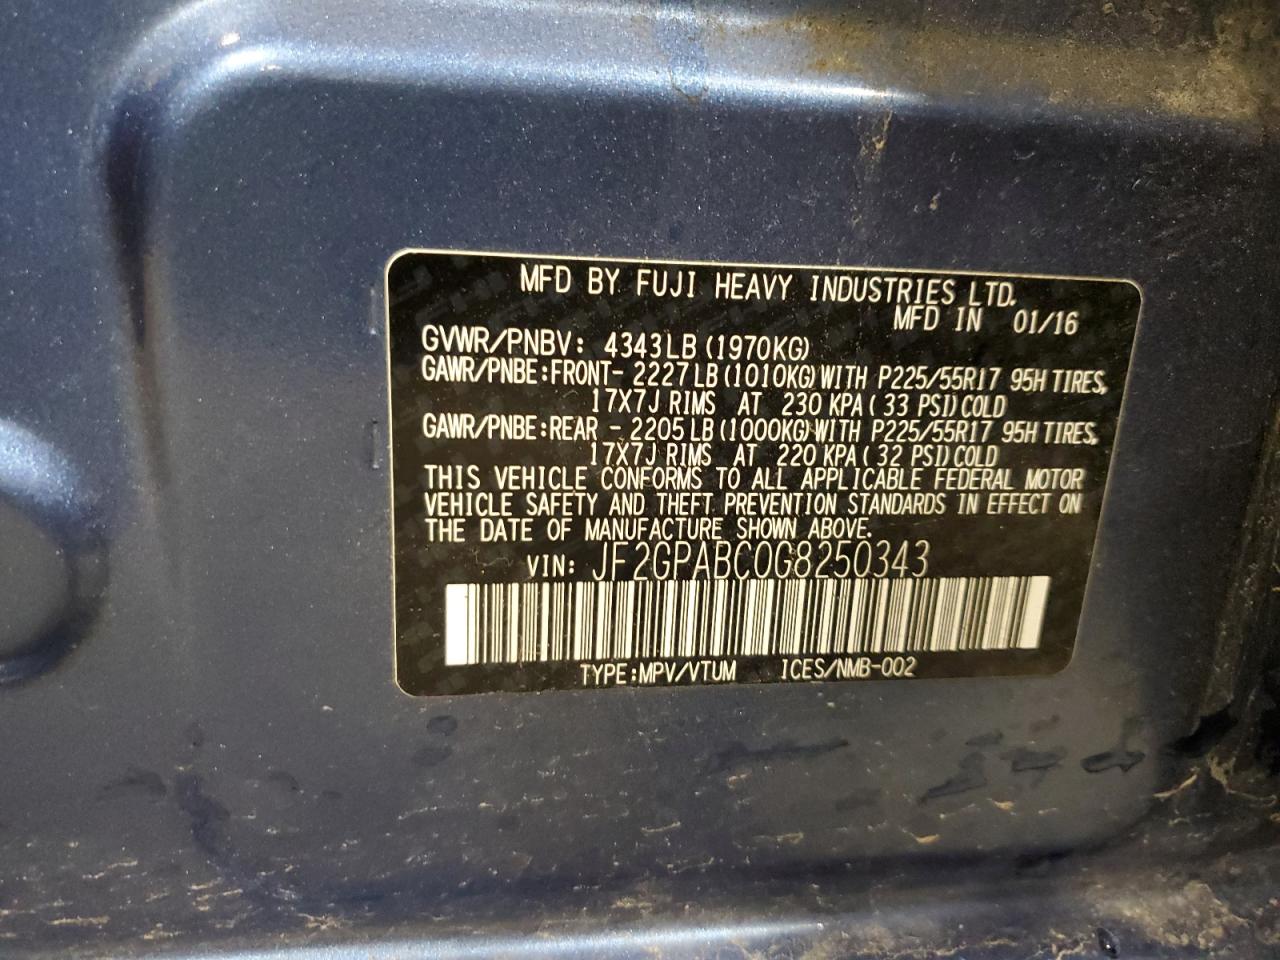 MFD BY FUJI HEAVY INDUSTRIES LTD.
MFD IN 01/16
GVWR/PNBV: 4343LB (1970KG)
GAWR/PNBE:FRONT- 2227LB (1010KG) WITH P225/55R17 95H TIRES,
17X7J RIMS AT 230 KPA ( 33 PSI) COLD
GAWR/PNBE:REAR - 2205LB (1000KG) WITH P225/55R17 95H TIRES,
17X7J RIMS AT 220 KPA ( 32 PSI) COLD
THIS VEHICLE CONFORMS TO ALL APPLICABLE FEDERAL MOTOR
VEHICLE SAFETY AND THEFT PREVENTION STANDARDS IN EFFECT ON
THE DATE OF MANUFACTURE SHOWN ABOVE.
VIN: JF2GPABC0G8250343
TYPE:MPV/VTUM ICES/NMB-002